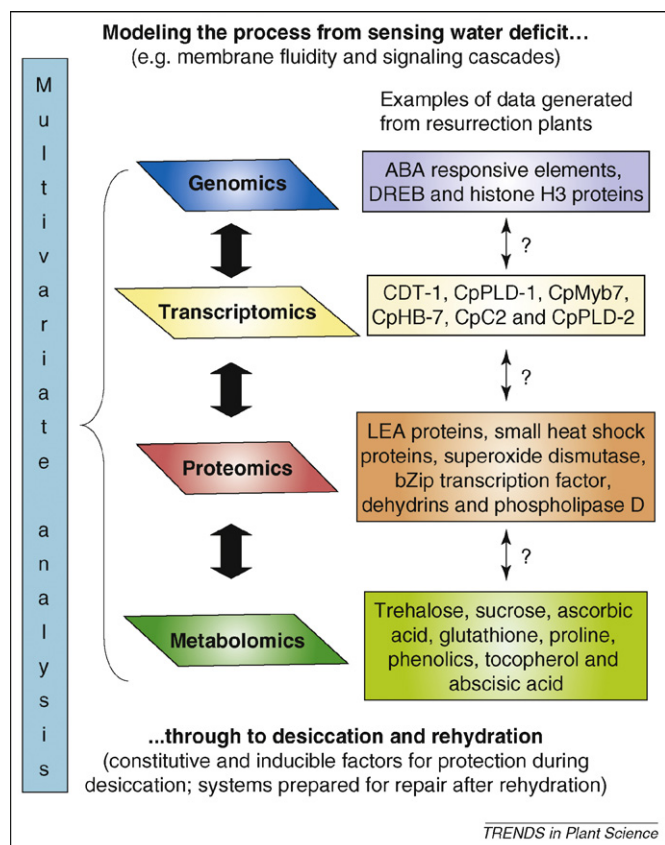 Modeling the process from sensing water deficit...
(e.g. membrane fluidity and signaling cascades)
Multivariate analysis
Examples of data generated
from resurrection plants
Genomics
ABA responsive elements,
DREB and histone H3 proteins
?
Transcriptomics
CDT-1, CpPLD-1, CpMyb7,
CpHB-7, CpC2 and CpPLD-2
?
Proteomics
LEA proteins, small heat shock
proteins, superoxide dismutase,
bZip transcription factor,
dehydrins and phospholipase D
?
Metabolomics
Trehalose, sucrose, ascorbic
acid, glutathione, proline,
phenolics, tocopherol and
abscisic acid
...through to desiccation and rehydration
(constitutive and inducible factors for protection during
desiccation; systems prepared for repair after rehydration)
TRENDS in Plant Science